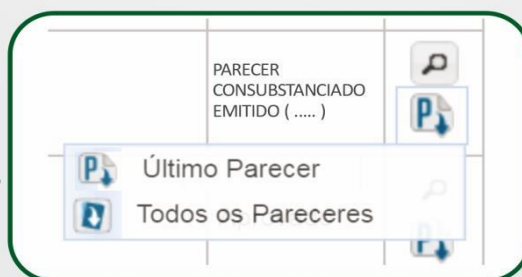 PARECER
CONSUBSTANCIADO
EMITIDO ( ..... )
Último Parecer
Todos os Pareceres